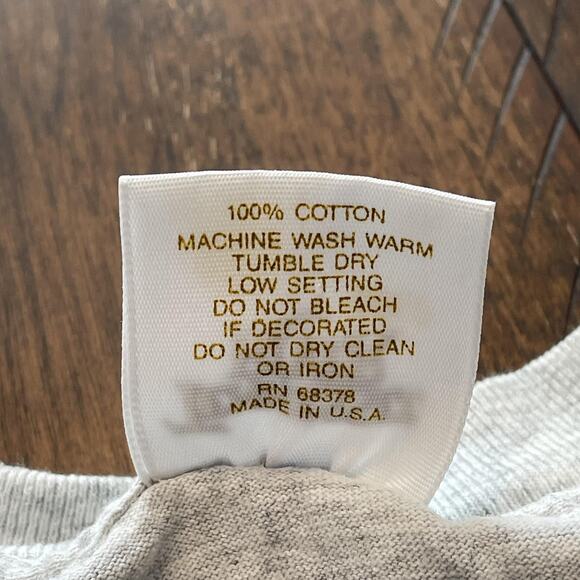 100% COTTON
MACHINE WASH WARM
TUMBLE DRY
LOW SETTING
DO NOT BLEACH
IF DECORATED
DO NOT DRY CLEAN
OR IRON
RN 68378
MADE IN U.S.A.